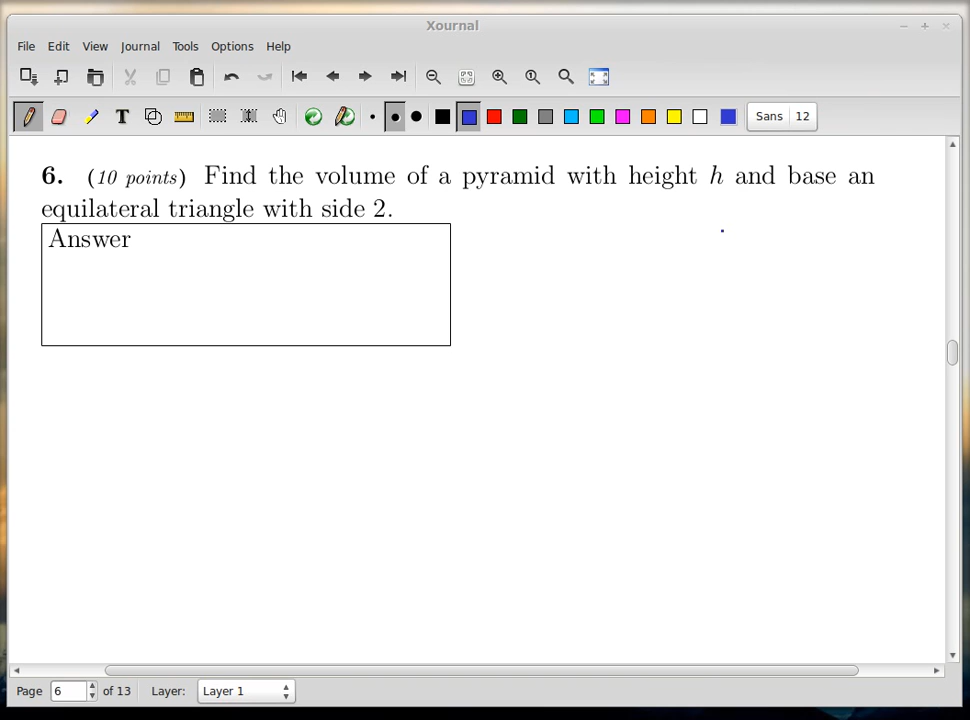 Xournal
File Edit View Journal Tools Options Help
T Sans 12
6. (10 points) Find the volume of a pyramid with height h and base an
equilateral triangle with side 2.
Answer
Page 6 of 13 Layer: Layer 1